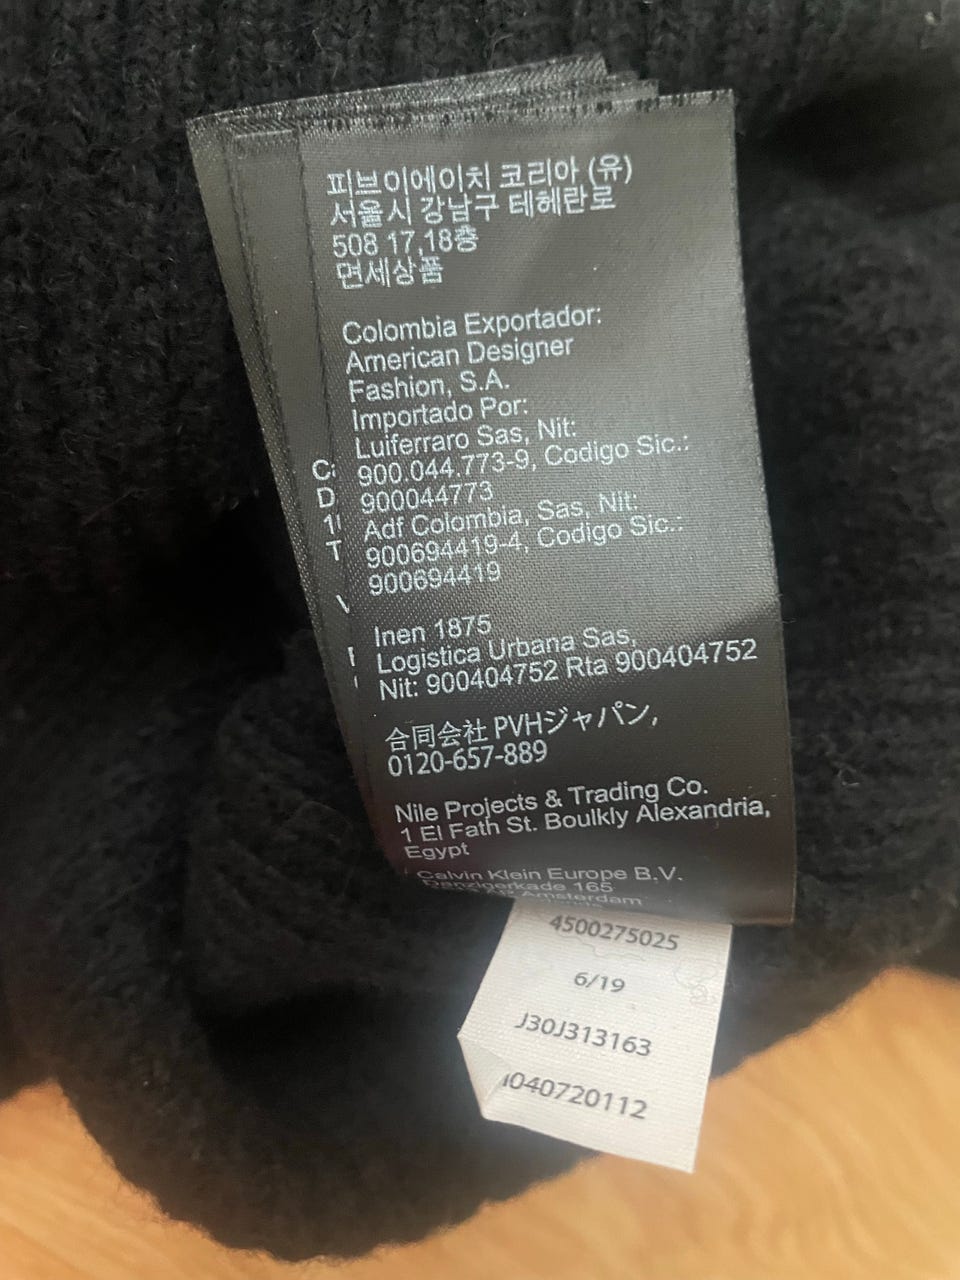 피브이에이치 코리아 (유)
서울시 강남구 테헤란로
508 17,18층
면세상품
Colombia Exportador:
American Designer
Fashion, S.A.
Importado Por:
Luiferraro Sas, Nit:
900.044.773-9, Codigo Sic.:
900044773
Adf Colombia, Sas, Nit:
900694419-4, Codigo Sic.:
900694419
Inen 1875
Logistica Urbana Sas,
Nit: 900404752 Rta 900404752
合同会社 PVHジャパン,
0120-657-889
Nile Projects & Trading Co.
1 El Fath St. Boulkly Alexandria,
Egypt
Calvin Klein Europe B.V.
Danzigerkade 165
Amsterdam
4500275025
6/19
J30J313163
040720112